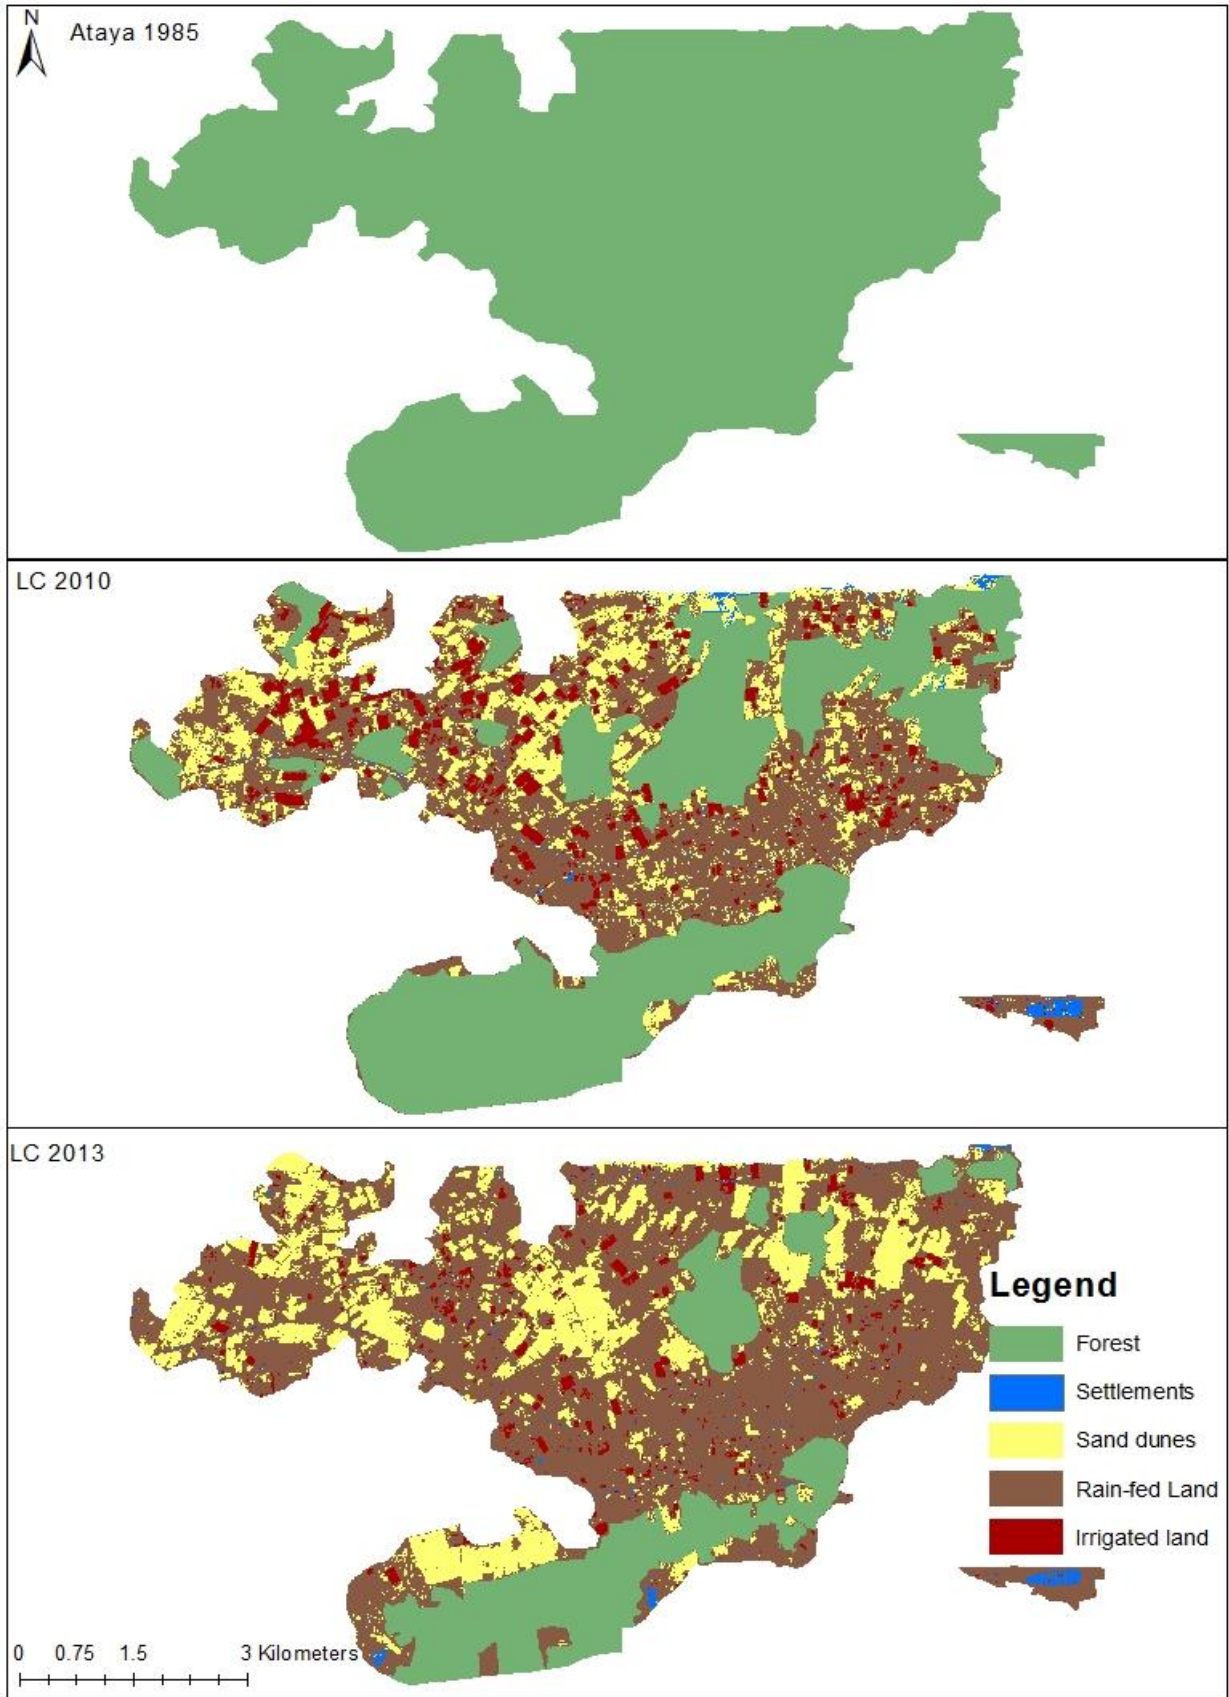 N
Ataya 1985
LC 2010
LC 2013
Legend
Forest
Settlements
Sand dunes
Rain-fed Land
Irrigated land
0 0.75 1.5 3 Kilometers